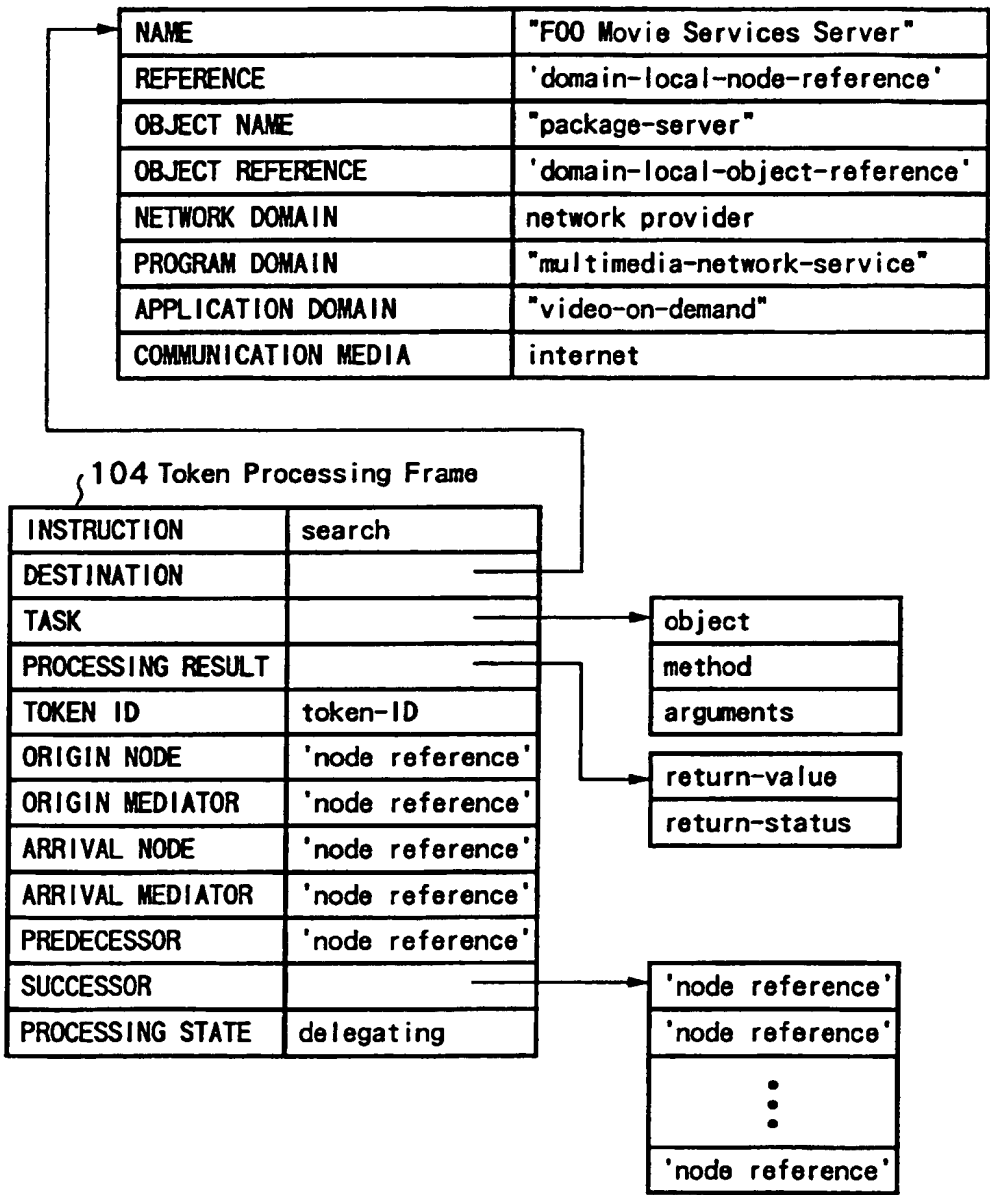 NAME "FOO Movie Services Server"
REFERENCE 'domain-local-node-reference'
OBJECT NAME "package-server"
OBJECT REFERENCE 'domain-local-object-reference'
NETWORK DOMAIN network provider
PROGRAM DOMAIN "multimedia-network-service"
APPLICATION DOMAIN "video-on-demand"
COMMUNICATION MEDIA internet
104 Token Processing Frame
INSTRUCTION search
DESTINATION
TASK
PROCESSING RESULT
TOKEN ID token-ID
ORIGIN NODE 'node reference'
ORIGIN MEDIATOR 'node reference'
ARRIVAL NODE 'node reference'
ARRIVAL MEDIATOR 'node reference'
PREDECESSOR 'node reference'
SUCCESSOR
PROCESSING STATE delegating
object
method
arguments
return-value
return-status
'node reference'
'node reference'
'node reference'